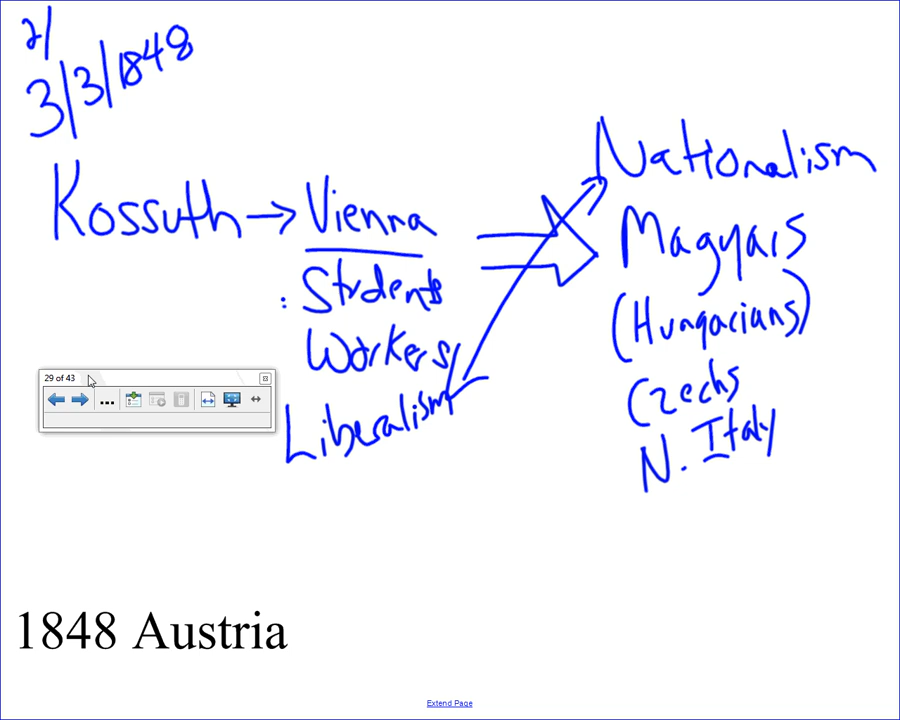 2/
3/3/1848
Kossuth → Vienna
Students
Workers/
Liberalism
Nationalism
Magyars
(Hungarians)
Czechs
N. Italy
29 of 43
...
1848 Austria
Extend Page